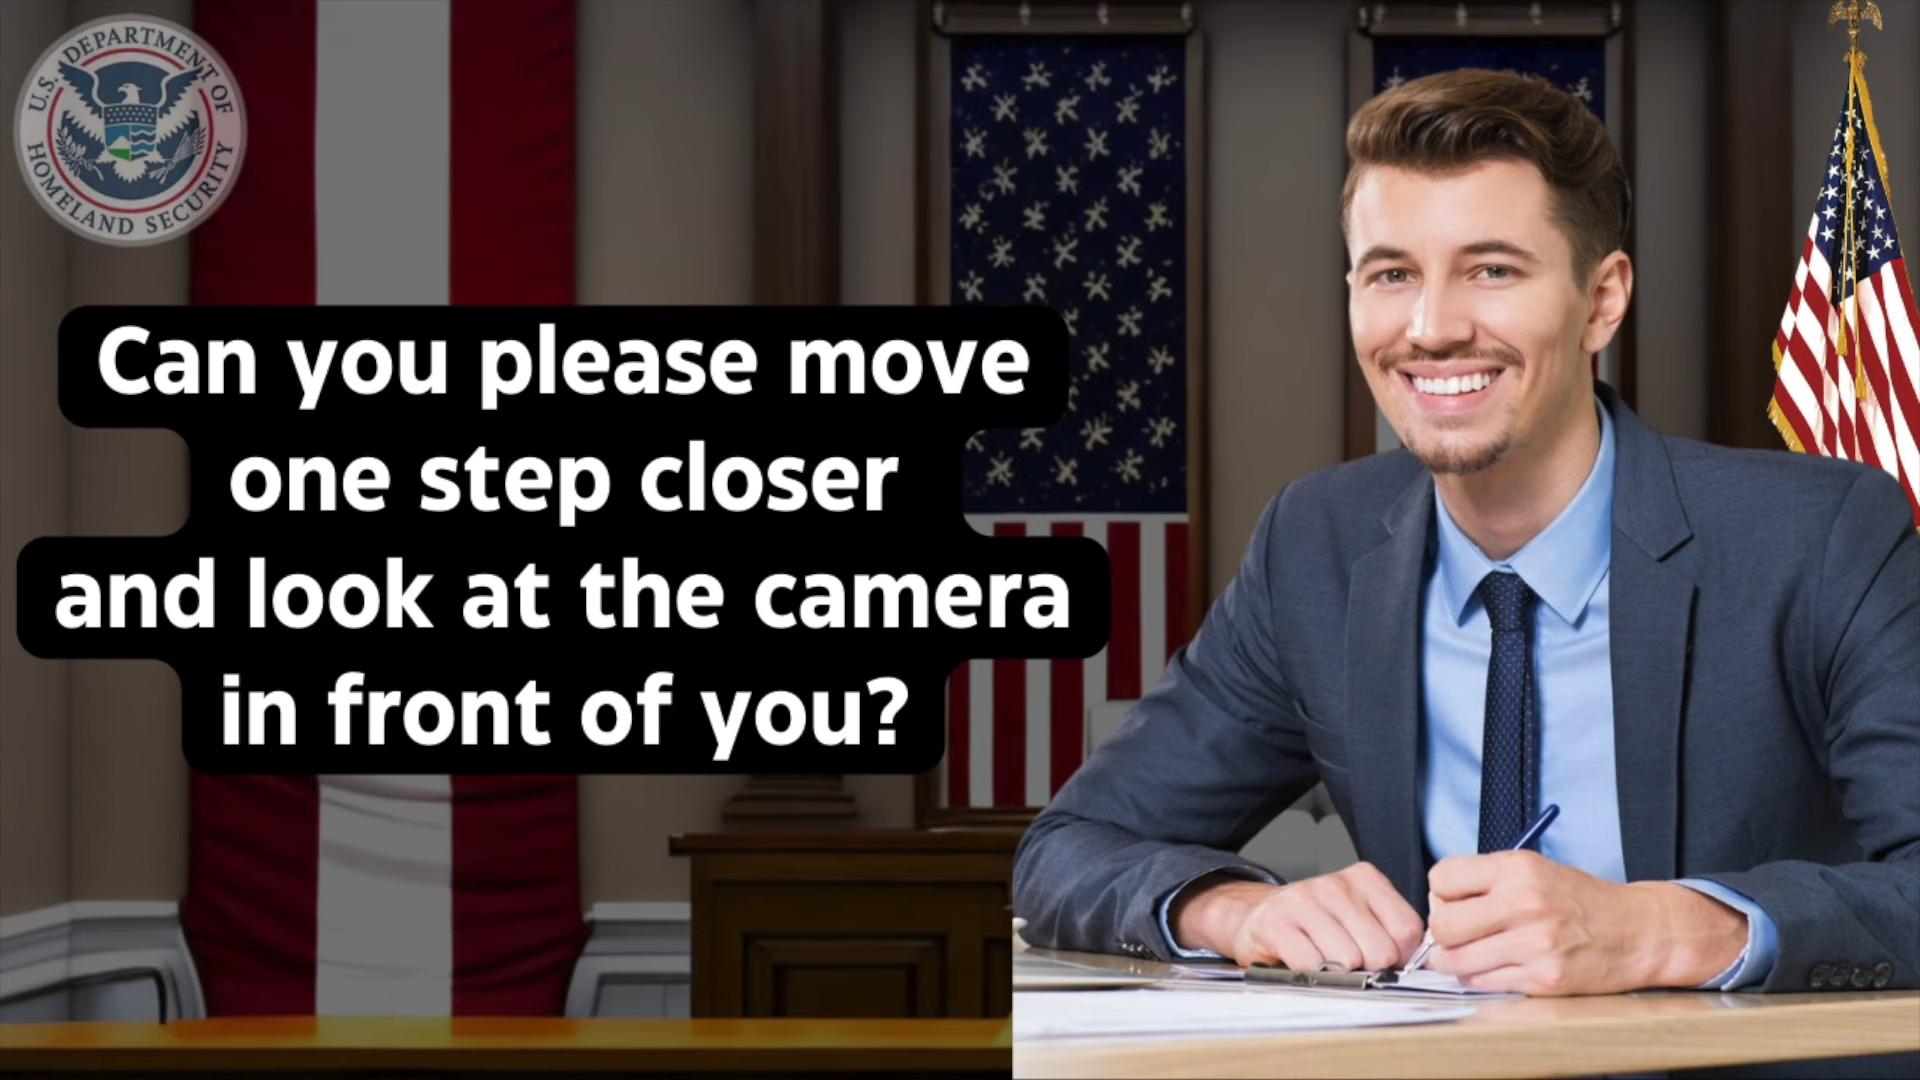 U.S. DEPARTMENT OF
HOMELAND SECURITY
Can you please move
one step closer
and look at the camera
in front of you?